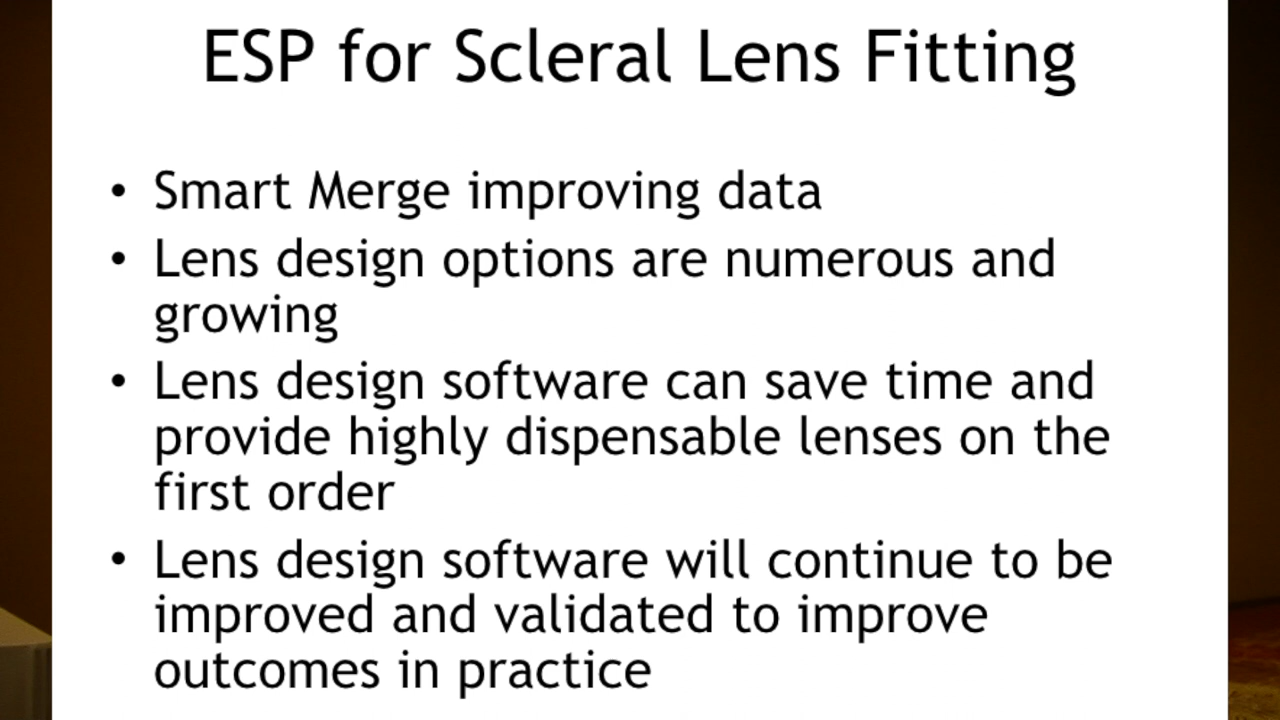 ESP for Scleral Lens Fitting
• Smart Merge improving data
• Lens design options are numerous and
growing
• Lens design software can save time and
provide highly dispensable lenses on the
first order
• Lens design software will continue to be
improved and validated to improve
outcomes in practice